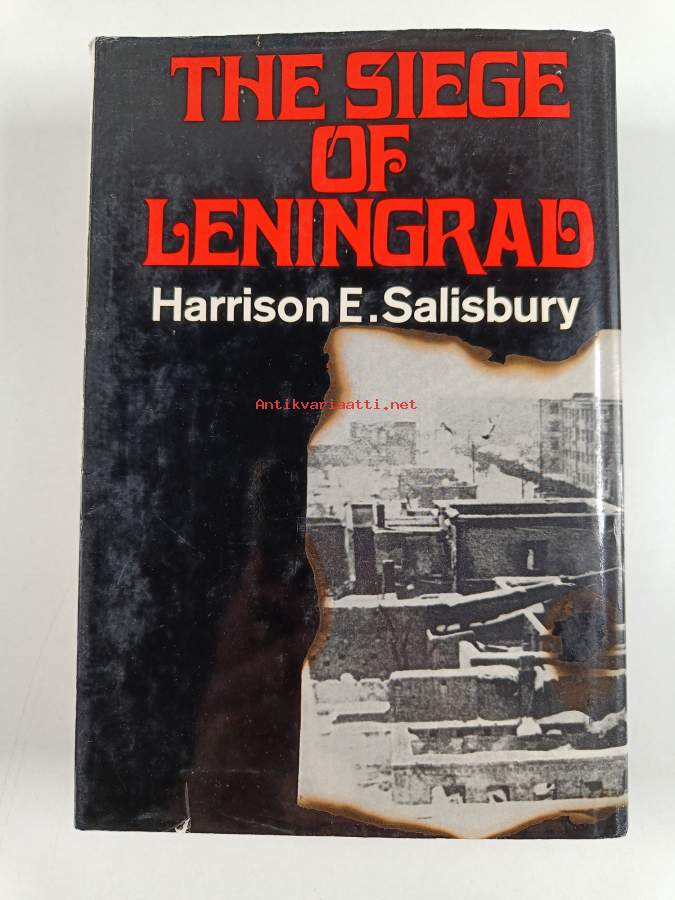 THE SIEGE
OF
LENINGRAD
Harrison E. Salisbury
Antikvariaatti.net